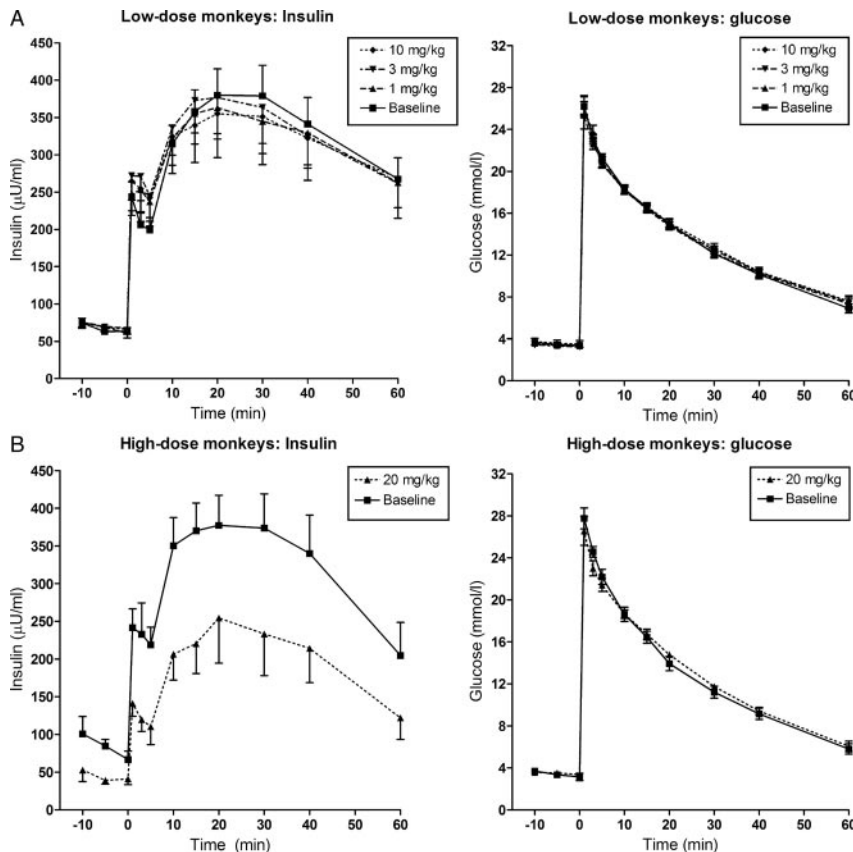 A
Low-dose monkeys: Insulin
450
400
350
300
250
200
150
100
50
0
Insulin (μU/ml)
10 mg/kg
3 mg/kg
1 mg/kg
Baseline
-10 0 10 20 30 40 50 60
Time (min)
Low-dose monkeys: glucose
32
28
24
20
16
12
8
4
0
Glucose (mmol/l)
10 mg/kg
3 mg/kg
1 mg/kg
Baseline
-10 0 10 20 30 40 50 60
Time (min)
B
High-dose monkeys: Insulin
450
400
350
300
250
200
150
100
50
0
Insulin (μU/ml)
20 mg/kg
Baseline
-10 0 10 20 30 40 50 60
Time (min)
High-dose monkeys: glucose
32
28
24
20
16
12
8
4
0
Glucose (mmol/l)
20 mg/kg
Baseline
-10 0 10 20 30 40 50 60
Time (min)